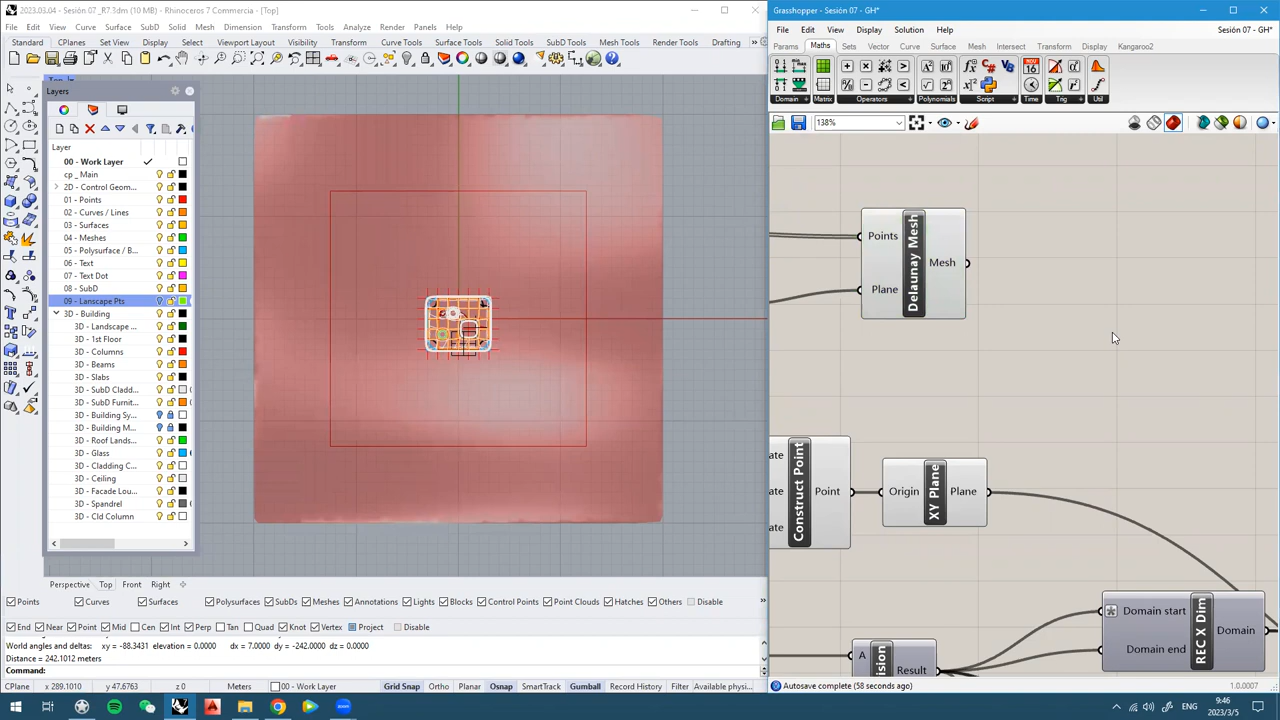 2023.03.04 - Sesiones 07 _R7.3dm (10 MB) - Rhinoceros 7 Commercia - [Top]
File Edit View Curve Surface SubD Solid Mesh Dimension Transform Tools Analyze Render Panels Help
Standard CPlanes Set View Display Select Viewport Layout Visibility Transform Curve Tools Surface Tools Solid Tools SubD Tools Mesh Tools Render Tools Drafting
Top
Layers
Layer
00 - Work Layer
cp _ Main
2D - Control Geom...
01 - Points
02 - Curves / Lines
03 - Surfaces
04 - Meshes
05 - Polysurface / B...
06 - Text
07 - Text Dot
08 - SubD
09 - Lanscape Pts
3D - Building
3D - Landscape ...
3D - 1st Floor
3D - Columns
3D - Beams
3D - Slabs
3D - SubD Cladd...
3D - SubD Furnit...
3D - Building Sy...
3D - Building M...
3D - Roof Lands...
3D - Glass
3D - Cladding C...
3D - Ceiling
3D - Facade Lou...
3D - Spandrel
3D - Cld Column
Perspective Top Front Right
Points Curves Surfaces Polysurfaces SubDs Meshes Annotations Lights Blocks Control Points Point Clouds Hatches Others Disable
End Near Point Mid Cen Int Perp Tan Quad Knot Vertex Project Disable
World angles and deltas: xy = -88.3431 elevation = 0.0000 dx = 7.0000 dy = -242.0000 dz = 0.0000
Distance = 242.1012 meters
Command:
CPlane x 289.1010 y 47.6763 z 0 Meters 00 - Work Layer Grid Snap Ortho Planar Osnap SmartTrack Gumball Record History Filter Available physi...
Grasshopper - Sesión 07 - GH*
File Edit View Display Solution Help Sesión 07 - GH*
Params Maths Sets Vector Curve Surface Mesh Intersect Transform Display Kangaroo2
Domain Matrix Operators Polynomials Script Time Trig Util
138%
Points
Plane
Delaunay Mesh
Mesh
ate
ate
ate
Construct Point
Point
Origin
XY Plane
Plane
Domain start
Domain end
REC X Dim
Domain
A
ision
Result
Autosave complete (58 seconds ago)
1.0.0007
ENG
9:46
2023/3/5